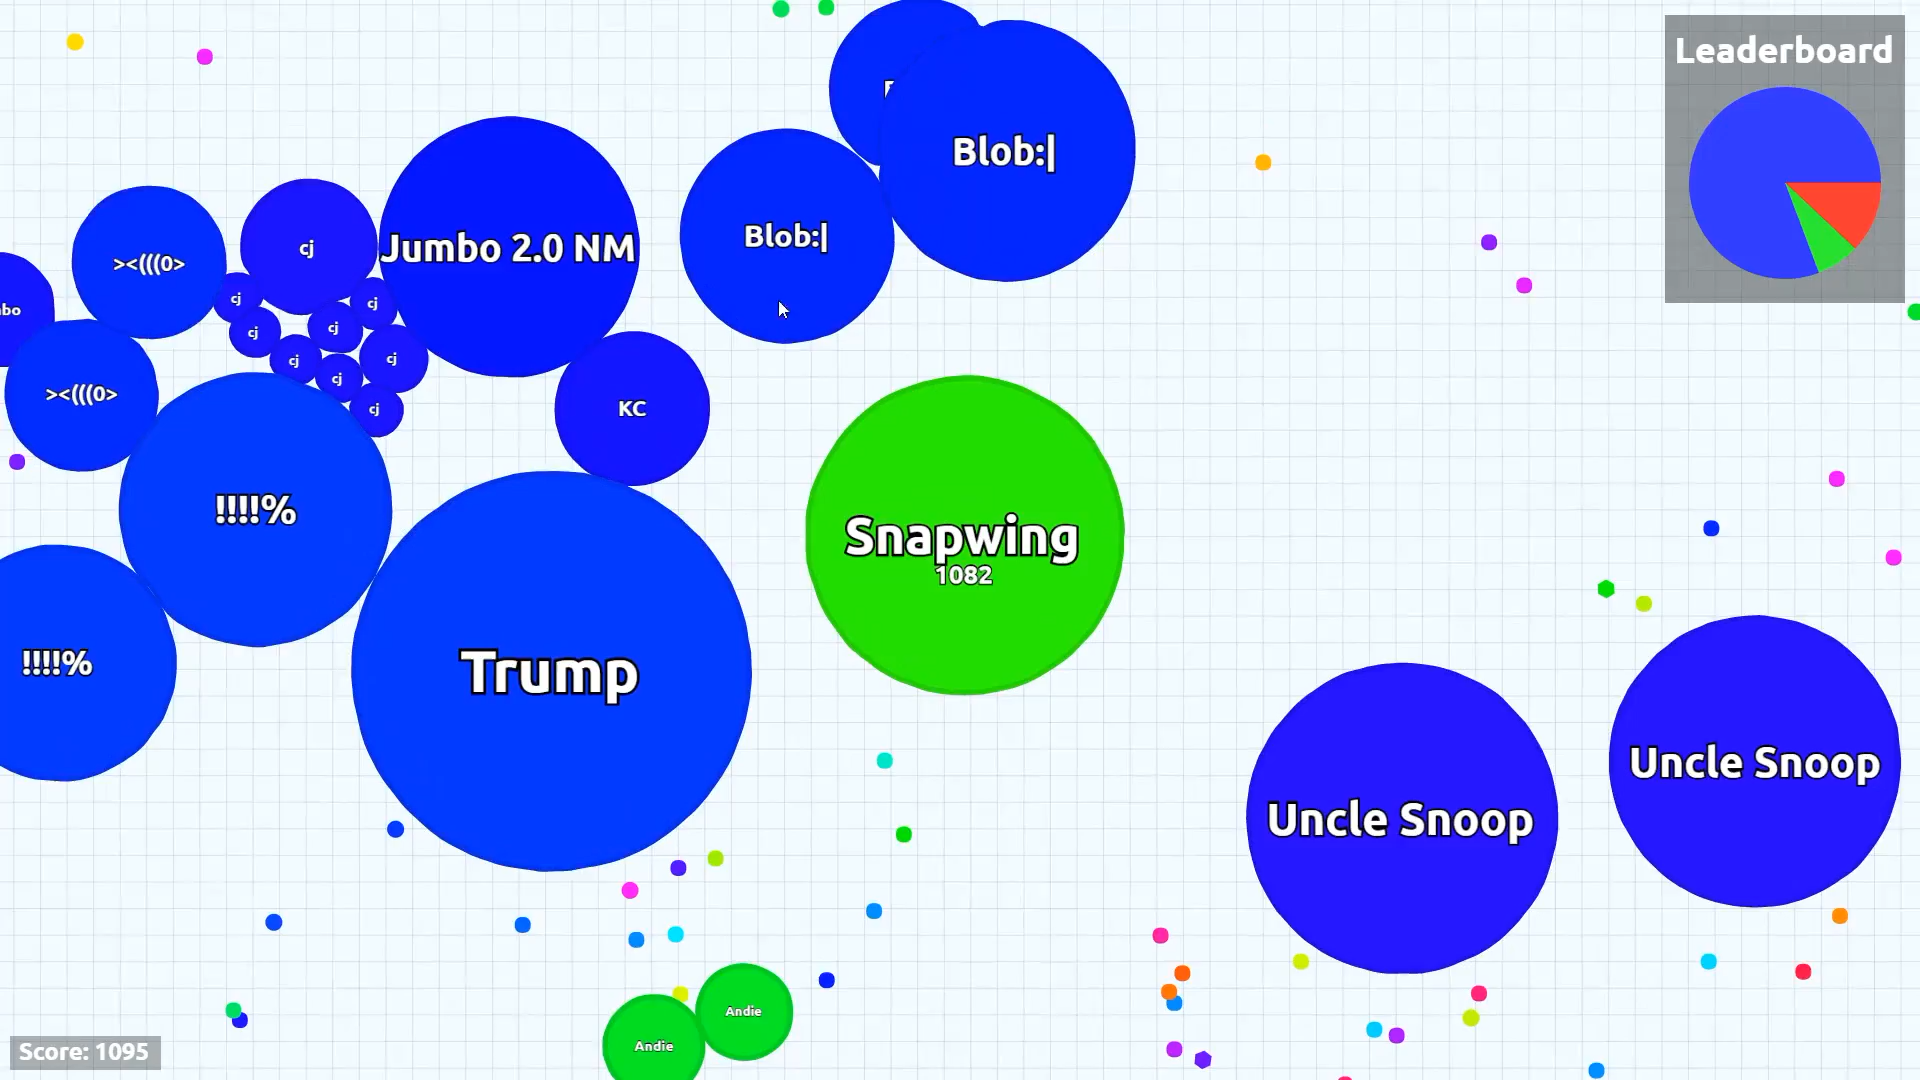 Leaderboard
Blob:|
Blob:|
Jumbo 2.0 NM
cj
><(((0>
cj
cj
cj
cj
cj
cj
cj
cj
><(((0>
KC
!!!!%
Snapwing
1082
!!!!%
Trump
Uncle Snoop
Uncle Snoop
Andie
Andie
Score: 1095